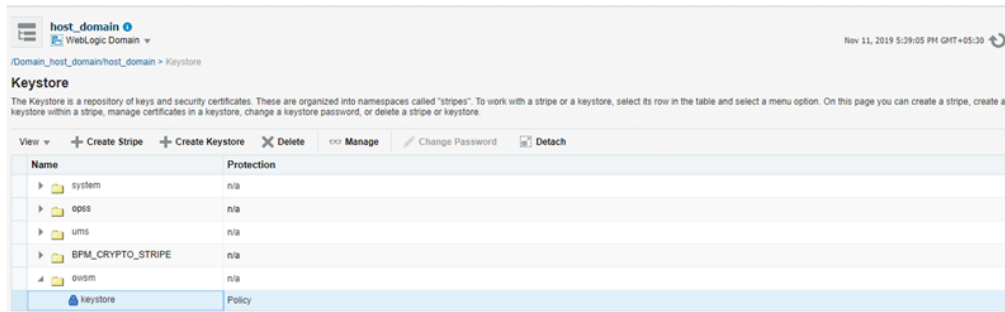 host_domain
WebLogic Domain
Nov 11, 2019 5:39:05 PM GMT+05:30
/Domain_host_domain/host_domain > Keystore
Keystore
The Keystore is a repository of keys and security certificates. These are organized into namespaces called "stripes". To work with a stripe or a keystore, select its row in the table and select a menu option. On this page you can create a stripe, create a
keystore within a stripe, manage certificates in a keystore, change a keystore password, or delete a stripe or keystore.
View Create Stripe Create Keystore Delete Manage Change Password Detach
Name Protection
system n/a
opss n/a
ums n/a
BPM_CRYPTO_STRIPE n/a
owsm n/a
keystore Policy